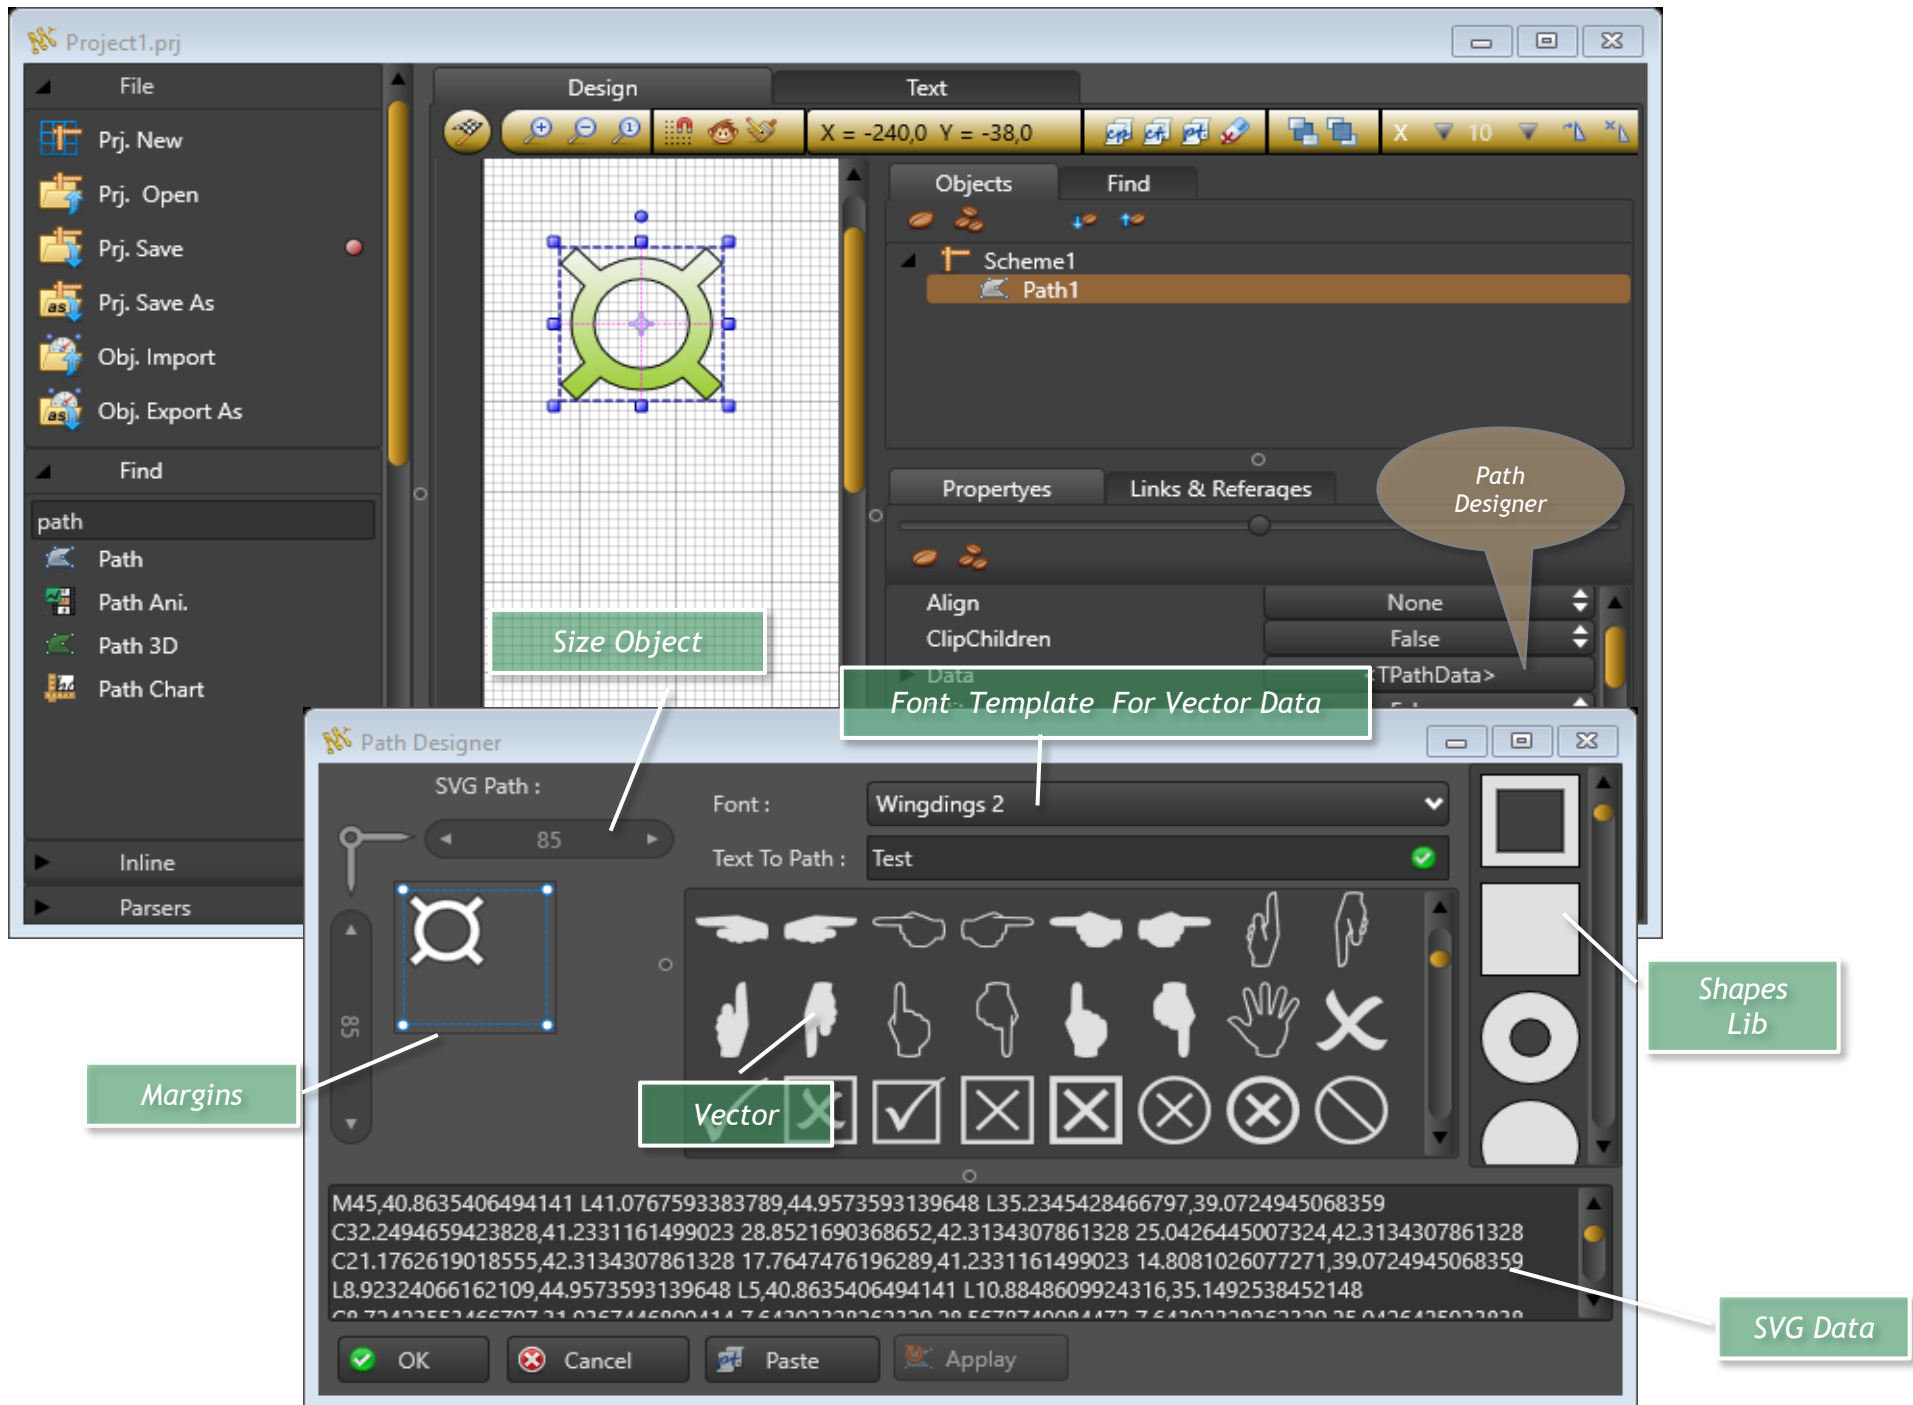 Project1.prj
File
Prj. New
Prj. Open
Prj. Save
Prj. Save As
as
Obj. Import
Obj. Export As
as
Find
path
Path
Path Ani.
Path 3D
Path Chart
Inline
Parsers
Design
Text
X = -240,0 Y = -38,0
X
10
Objects
Find
Scheme1
Path1
Propertyes
Links & Referages
Path
Designer
Align
None
ClipChildren
False
Data
<TPathData>
Size Object
Font Template For Vector Data
Path Designer
SVG Path :
85
85
Font :
Wingdings 2
Text To Path :
Test
Margins
Vector
Shapes
Lib
M45,40.8635406494141 L41.0767593383789,44.9573593139648 L35.2345428466797,39.0724945068359
C32.2494659423828,41.2331161499023 28.8521690368652,42.3134307861328 25.0426445007324,42.3134307861328
C21.1762619018555,42.3134307861328 17.7647476196289,41.2331161499023 14.8081026077271,39.0724945068359
L8.92324066162109,44.9573593139648 L5,40.8635406494141 L10.8848609924316,35.1492538452148
SVG Data
OK
Cancel
Paste
Applay